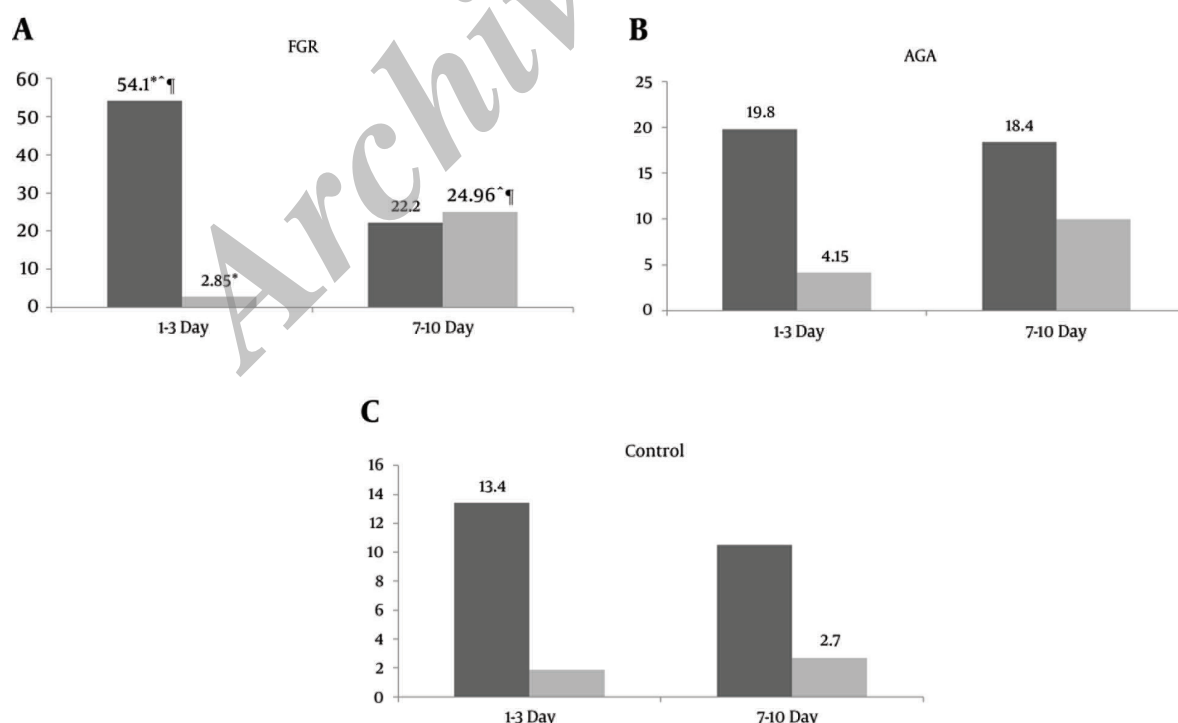 A
FGR
60
50
40
30
20
10
0
54.1*ˆ¶
2.85*
22.2
24.96ˆ¶
1-3 Day
7-10 Day
B
AGA
25
20
15
10
5
0
19.8
4.15
18.4
1-3 Day
7-10 Day
C
Control
16
14
12
10
8
6
4
2
0
13.4
2.7
1-3 Day
7-10 Day
Archiv